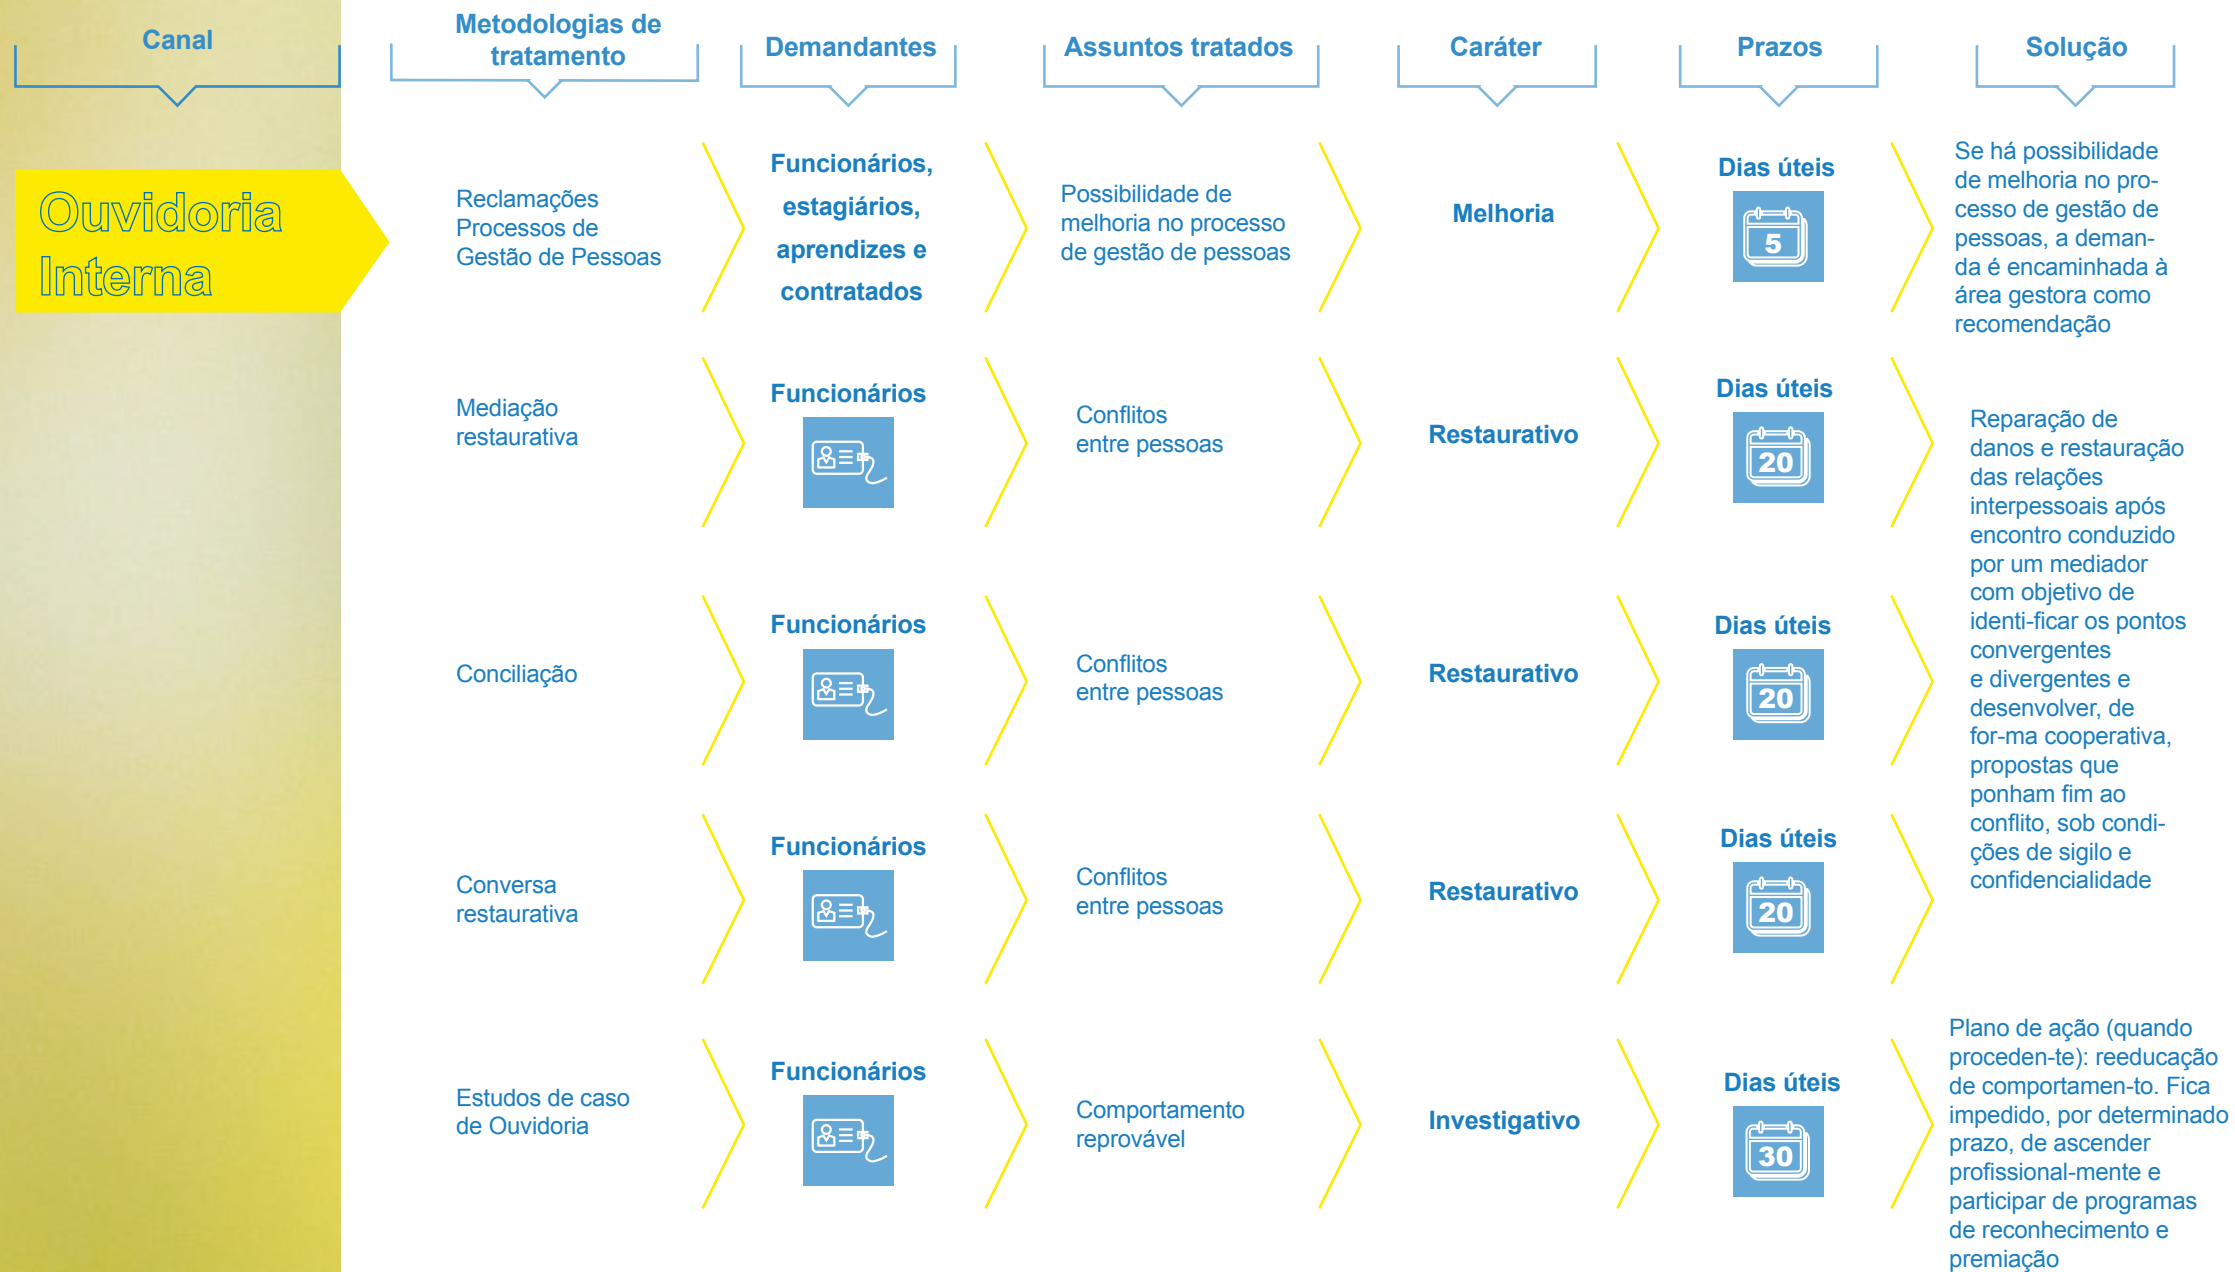 Canal
Metodologias de
tratamento
Demandantes
Assuntos tratados
Caráter
Prazos
Solução
Ouvidoria
Interna
Reclamações
Processos de
Gestão de Pessoas
Funcionários,
estagiários,
aprendizes e
contratados
Possibilidade de
melhoria no processo
de gestão de pessoas
Melhoria
Dias úteis
5
Se há possibilidade
de melhoria no pro-
cesso de gestão de
pessoas, a deman-
da é encaminhada à
área gestora como
recomendação
Mediação
restaurativa
Funcionários
Conflitos
entre pessoas
Restaurativo
Dias úteis
20
Reparação de
danos e restauração
das relações
interpessoais após
encontro conduzido
por um mediador
com objetivo de
identi-ficar os pontos
convergentes
e divergentes e
desenvolver, de
for-ma cooperativa,
propostas que
ponham fim ao
conflito, sob condi-
ções de sigilo e
confidencialidade
Conciliação
Funcionários
Conflitos
entre pessoas
Restaurativo
Dias úteis
20
Conversa
restaurativa
Funcionários
Conflitos
entre pessoas
Restaurativo
Dias úteis
20
Estudos de caso
de Ouvidoria
Funcionários
Comportamento
reprovável
Investigativo
Dias úteis
30
Plano de ação (quando
proceden-te): reeducação
de comportamen-to. Fica
impedido, por determinado
prazo, de ascender
profissional-mente e
participar de programas
de reconhecimento e
premiação